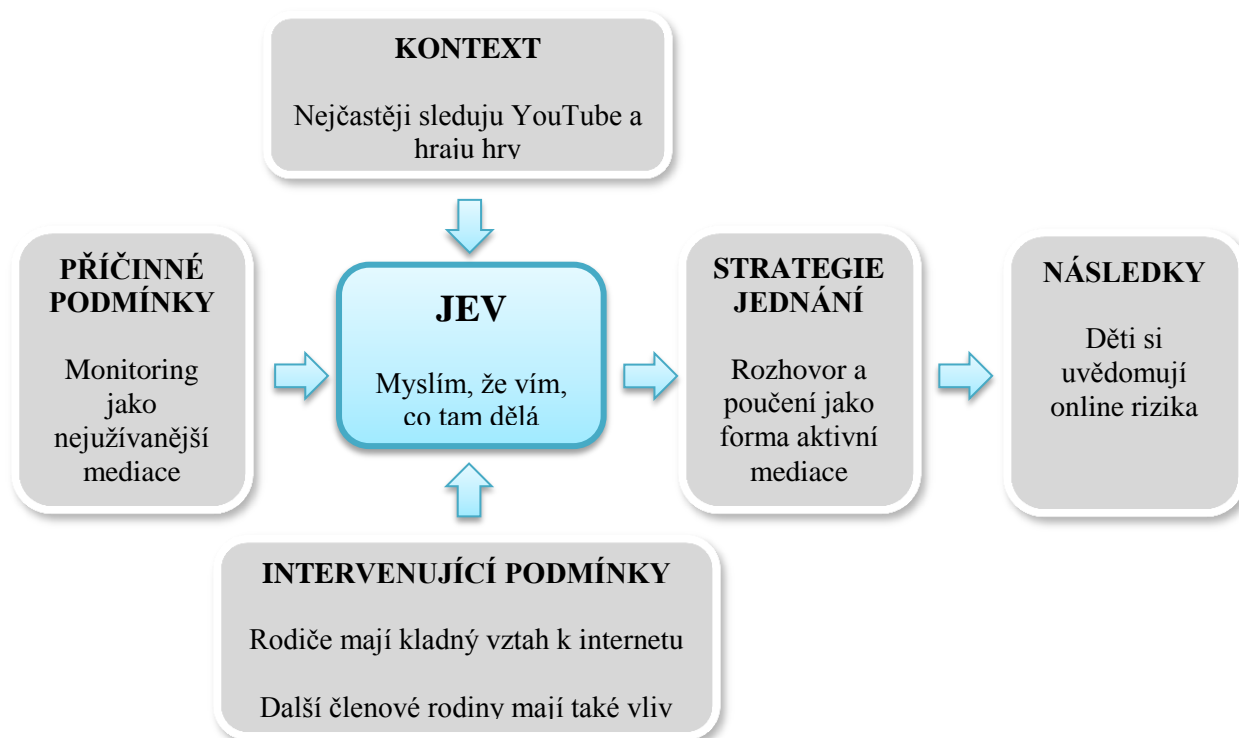 KONTEXT
Nejčastěji sleduju YouTube a
hraju hry
PŘÍČINNÉ
PODMÍNKY
Monitoring
jako
nejužívanější
mediace
JEV
Myslím, že vím,
co tam dělá
STRATEGIE
JEDNÁNÍ
Rozhovor a
poučení jako
forma aktivní
mediace
NÁSLEDKY
Děti si
uvědomují
online rizika
INTERVENUJÍCÍ PODMÍNKY
Rodiče mají kladný vztah k internetu
Další členové rodiny mají také vliv